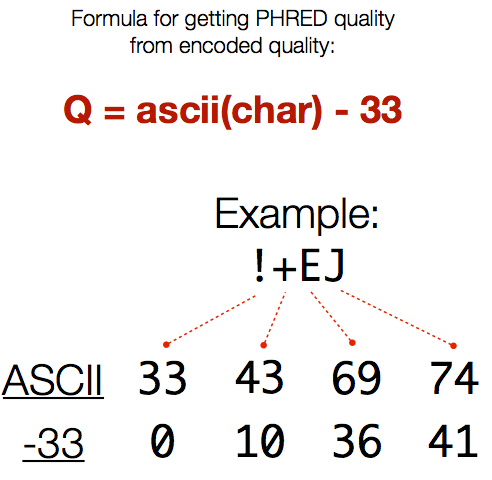 Formula for getting PHRED quality
from encoded quality:
Q = ascii(char) - 33
Example:
!+EJ
ASCII 33 43 69 74
-33 0 10 36 41